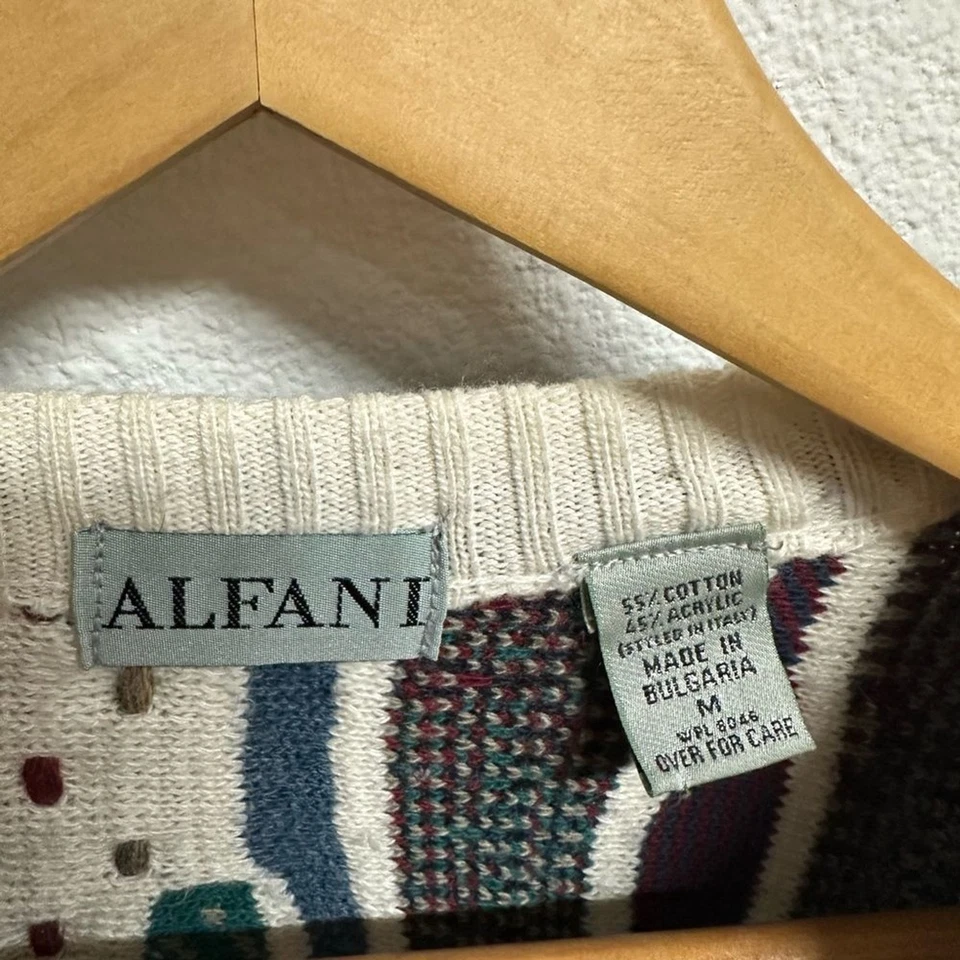 ALFANI
55% COTTON
45% ACRYLIC
(STYLED IN ITALY)
MADE IN
BULGARIA
M
WPL 8046
OVER FOR CARE